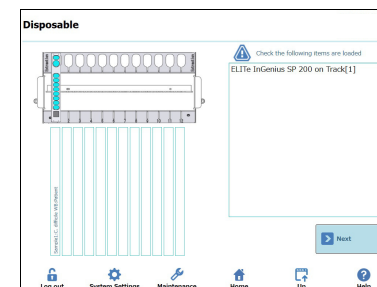 Disposable
Check the following items are loaded
ELITe InGenius SP 200 on Track[1]
Next
Log out
System Settings
Maintenance
Home
Up
Help